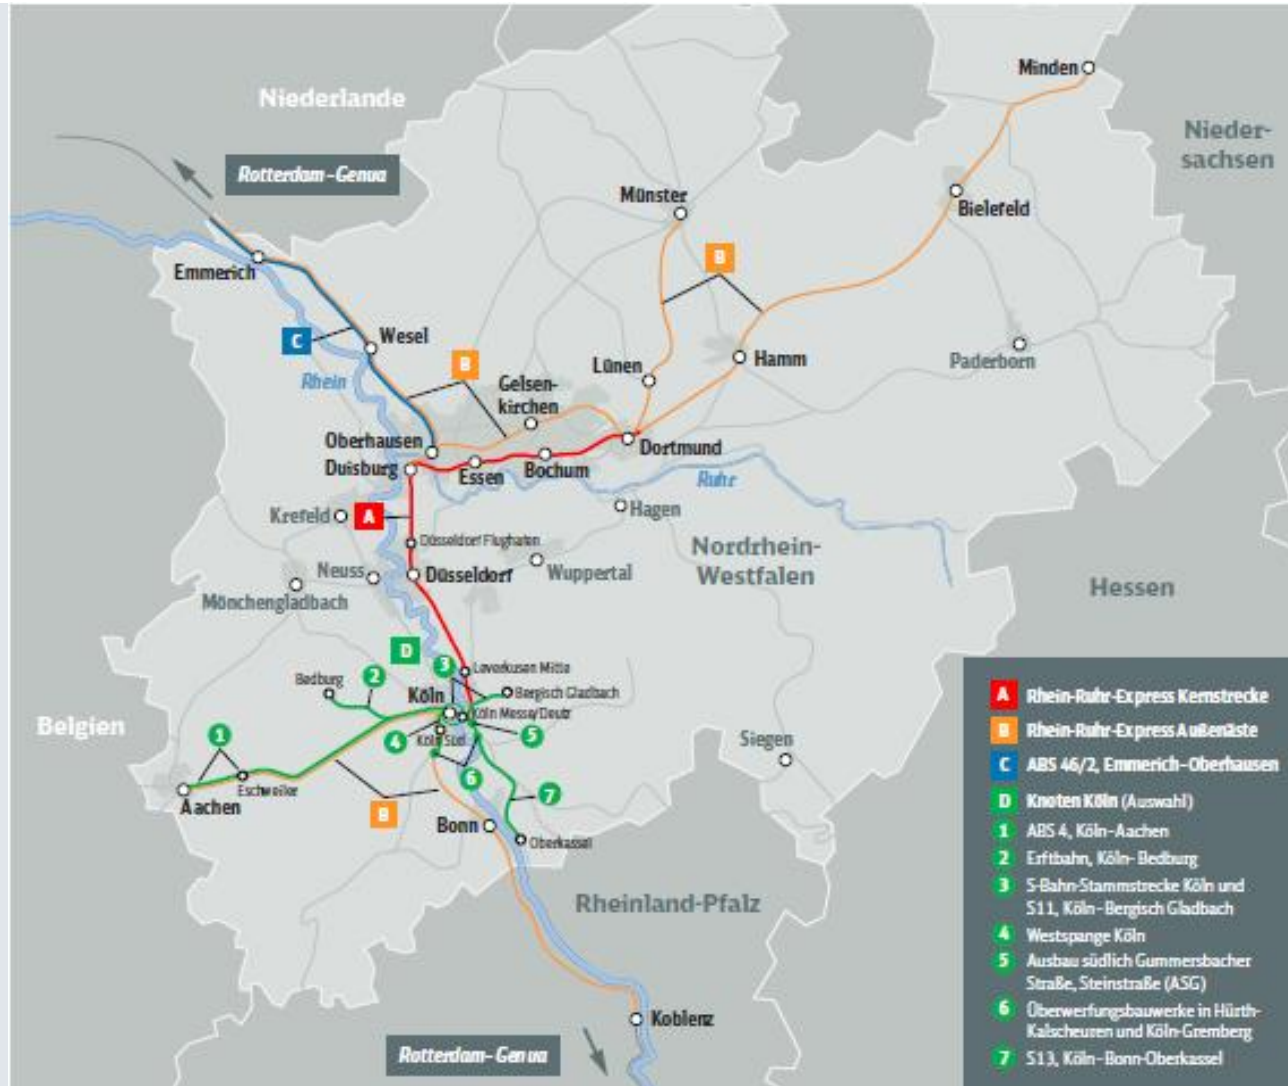 Minden
Niederlande
Nieder-
sachsen
Rotterdam-Genua
Münster
Bielefeld
B
Emmerich
C
Wesel
Rhein
B
Lünen
Hamm
Paderborn
Gelsen-
kirchen
Oberhausen
Duisburg
Essen
Bochum
Dortmund
Ruhr
Krefeld
A
Hagen
Düsseldorf Flughafen
Nordrhein-
Westfalen
Neuss
Düsseldorf
Wuppertal
Hessen
Mönchengladbach
D
3
Leverkusen Mitte
Bedburg
2
Köln
Bergisch Gladbach
Köln Messe/Deutz
Belgien
1
4
Köln Süd
5
Siegen
6
Eschweiler
7
Aachen
B
Bonn
Oberkassel
Rheinland-Pfalz
Koblenz
Rotterdam-Genua
A Rhein-Ruhr-Express Kernstrecke
B Rhein-Ruhr-Express Außenäste
C ABS 46/2, Emmerich-Oberhausen
D Knoten Köln (Auswahl)
1 ABS 4, Köln-Aachen
2 Erftbahn, Köln-Bedburg
3 S-Bahn-Stammstrecke Köln und
S11, Köln-Bergisch Gladbach
4 Westspange Köln
5 Ausbau südlich Gummersbacher
Straße, Steinstraße (ASG)
6 Überwerfungsbauwerke in Hürth-
Kalscheuren und Köln-Gremberg
7 S13, Köln-Bonn-Oberkassel